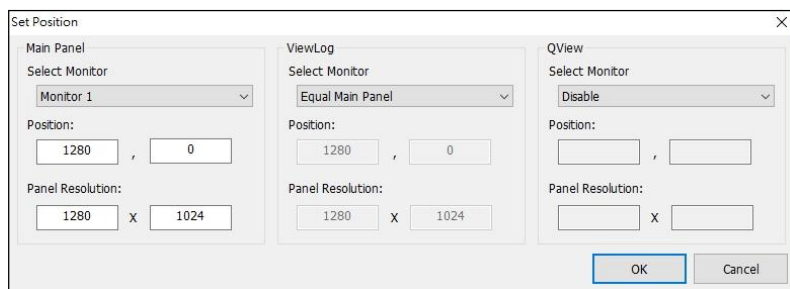 Set Position
Main Panel
Select Monitor
Monitor 1
Position:
1280 , 0
Panel Resolution:
1280 X 1024
ViewLog
Select Monitor
Equal Main Panel
Position:
1280 , 0
Panel Resolution:
1280 X 1024
QView
Select Monitor
Disable
Position:
,
Panel Resolution:
X
OK Cancel